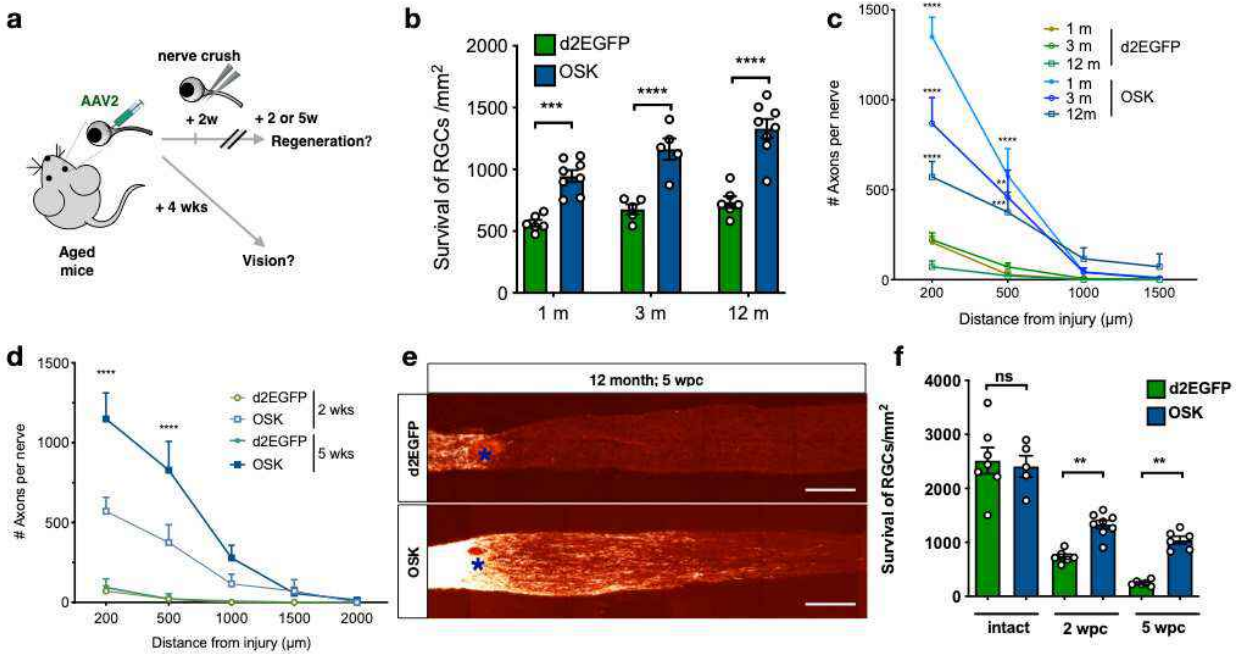 a
nerve crush
AAV2
+ 2w
+ 2 or 5w
Regeneration?
+ 4 wks
Aged
mice
Vision?
b
d2EGFP
OSK
Survival of RGCs /mm2
2000
1500
1000
500
0
***
****
****
1 m
3 m
12 m
c
# Axons per nerve
1500
1000
500
0
****
****
****
****
**
***
1 m
3 m
12 m
d2EGFP
1 m
3 m
12m
OSK
200
500
1000
1500
Distance from injury (µm)
d
# Axons per nerve
1500
1000
500
0
****
****
d2EGFP
OSK
2 wks
d2EGFP
OSK
5 wks
200
500
1000
1500
2000
Distance from injury (µm)
e
12 month; 5 wpc
d2EGFP
*
OSK
*
f
d2EGFP
OSK
Survival of RGCs/mm2
4000
3000
2000
1000
0
ns
**
**
intact
2 wpc
5 wpc